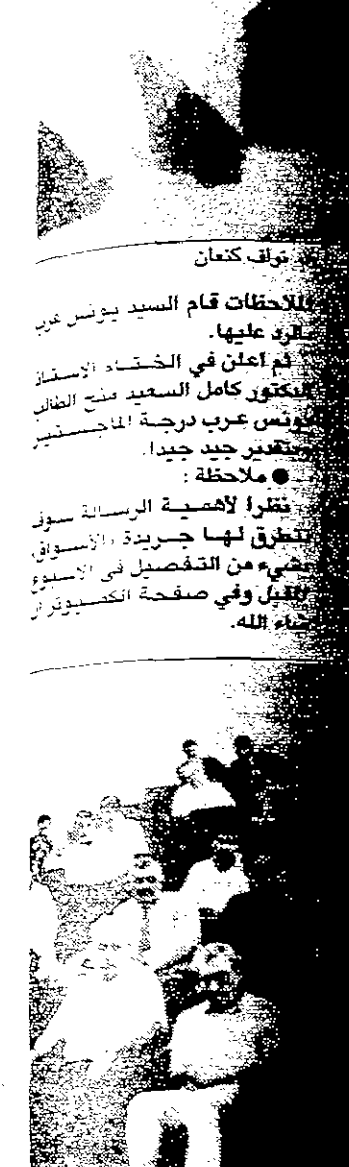 نواف كنعان
الملاحظات قام السيد يونس عرب
بالرد عليها.
ثم اعلن في الختام الاستاذ
الدكتور كامل السعيد منح الطالب
يونس عرب درجة الماجستير
وبتقدير جيد جيدا.
● ملاحظة :
نظرا لأهمية الرسالة سوف
تتطرق لها جريدة «الاسواق»
بشيء من التفصيل في الاسبوع
المقبل وفي صفحة الكمبيوتر ان
شاء الله.